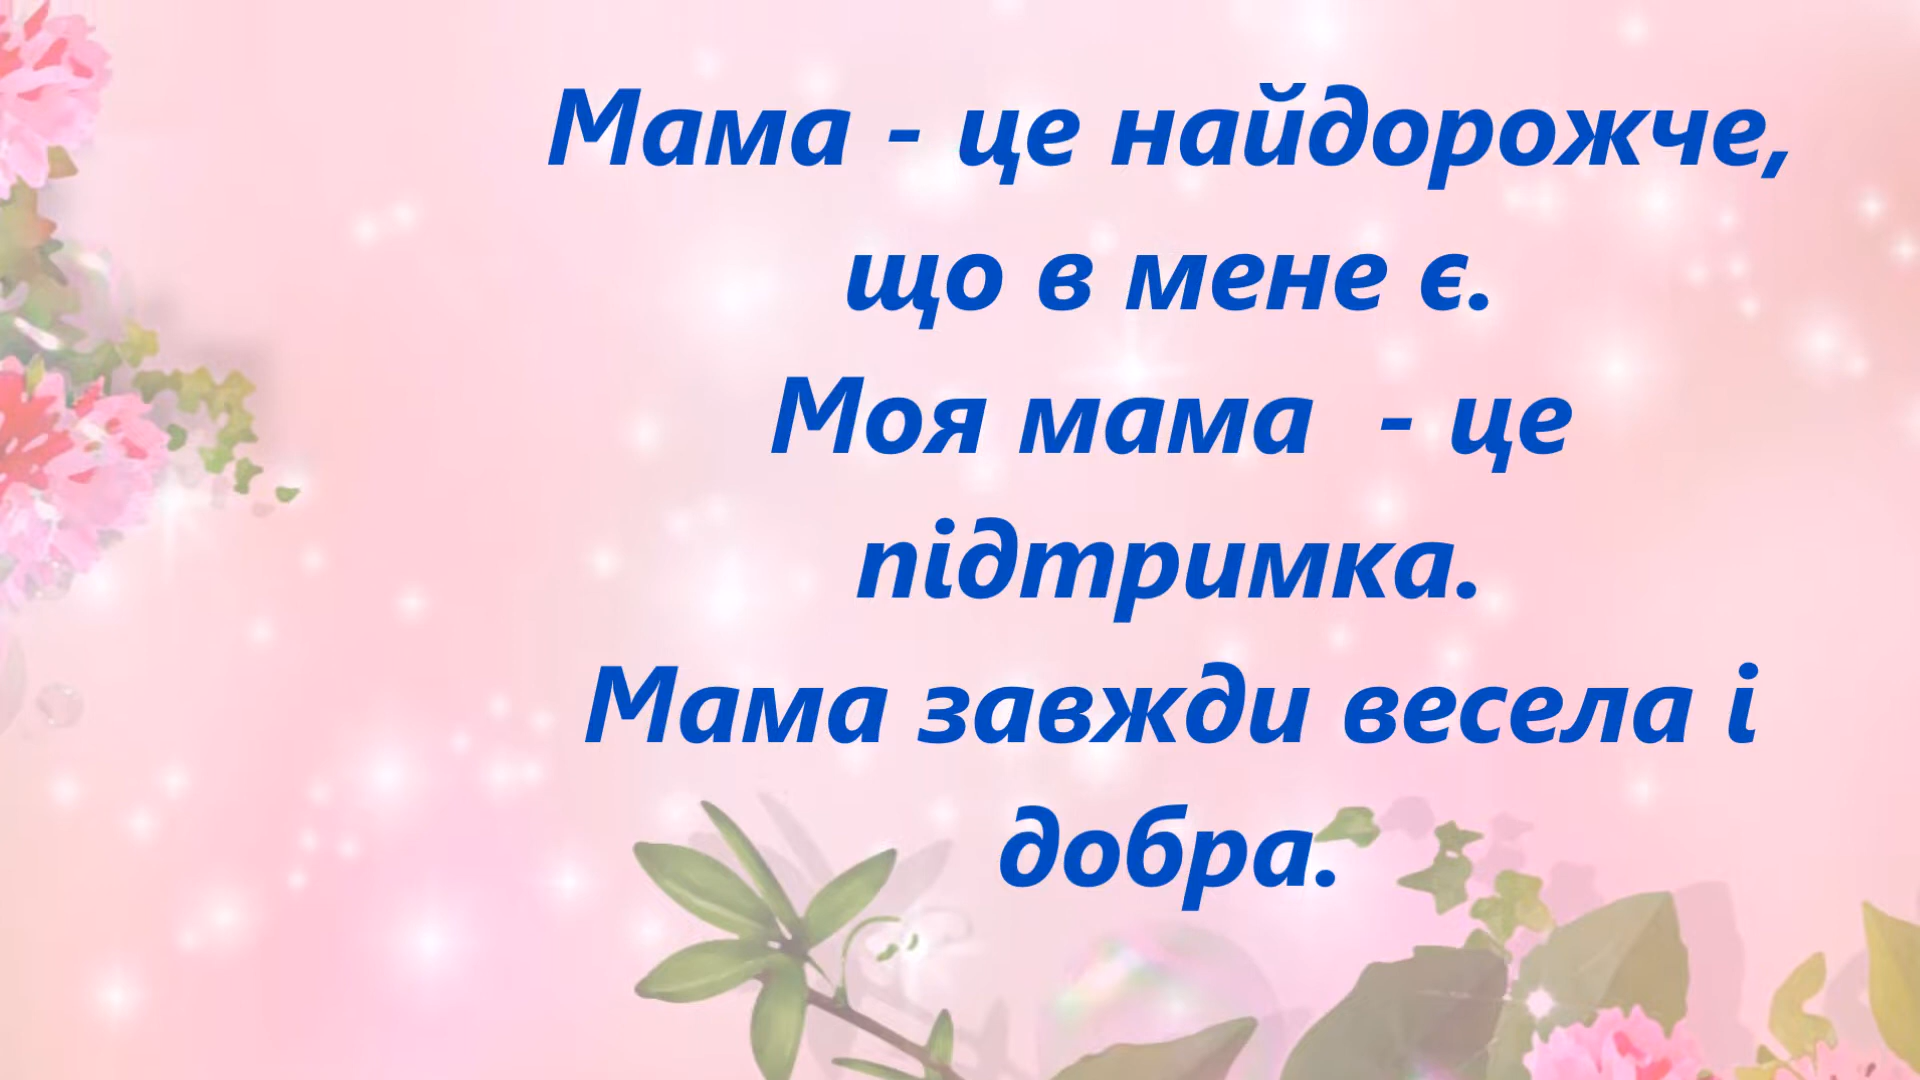 Мама - це найдорожче,
що в мене є.
Моя мама  - це
підтримка.
Мама завжди весела і
добра.